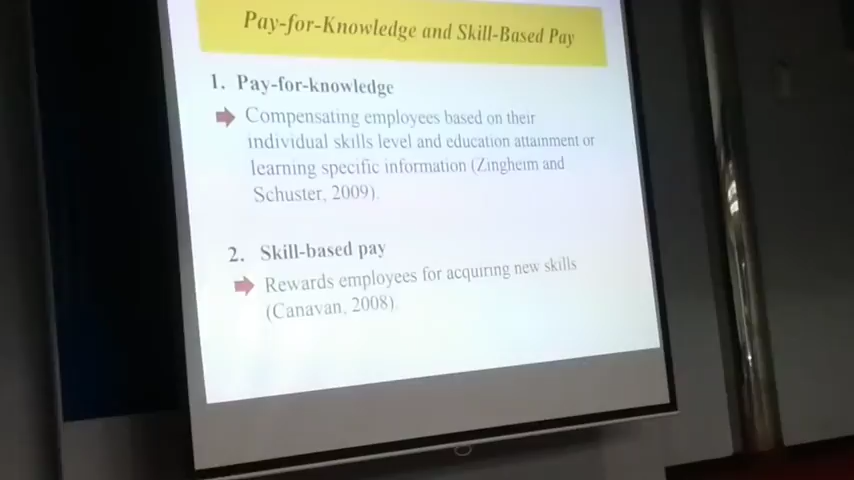 Pay-for-Knowledge and Skill-Based Pay
1. Pay-for-knowledge
Compensating employees based on their
individual skills level and education attainment or
learning specific information (Zingheim and
Schuster, 2009).
2. Skill-based pay
Rewards employees for acquiring new skills
(Canavan, 2008).